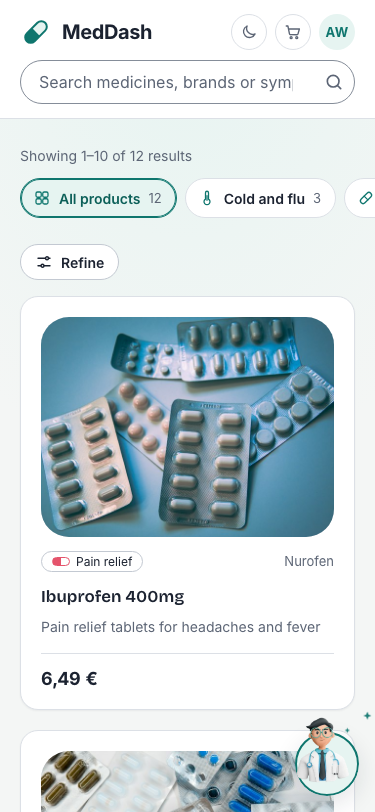 MedDash
AW
Search medicines, brands or sym
Showing 1–10 of 12 results
All products 12
Cold and flu 3
Refine
Pain relief
Nurofen
Ibuprofen 400mg
Pain relief tablets for headaches and fever
6,49 €